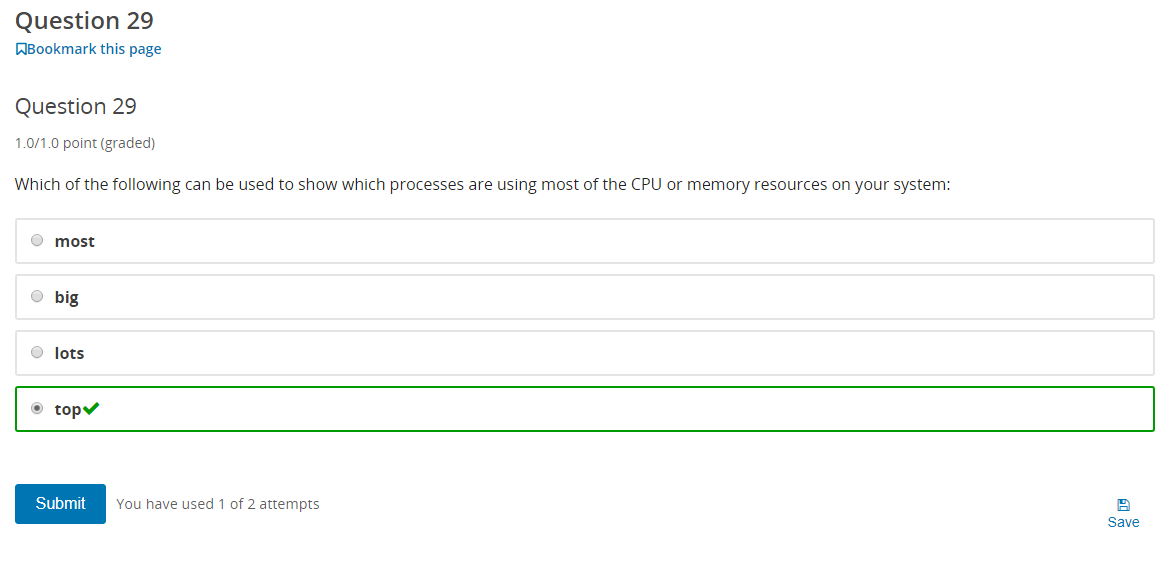 Question 29
Bookmark this page
Question 29
1.0/1.0 point (graded)
Which of the following can be used to show which processes are using most of the CPU or memory resources on your system:
most
big
lots
top
Submit You have used 1 of 2 attempts
Save